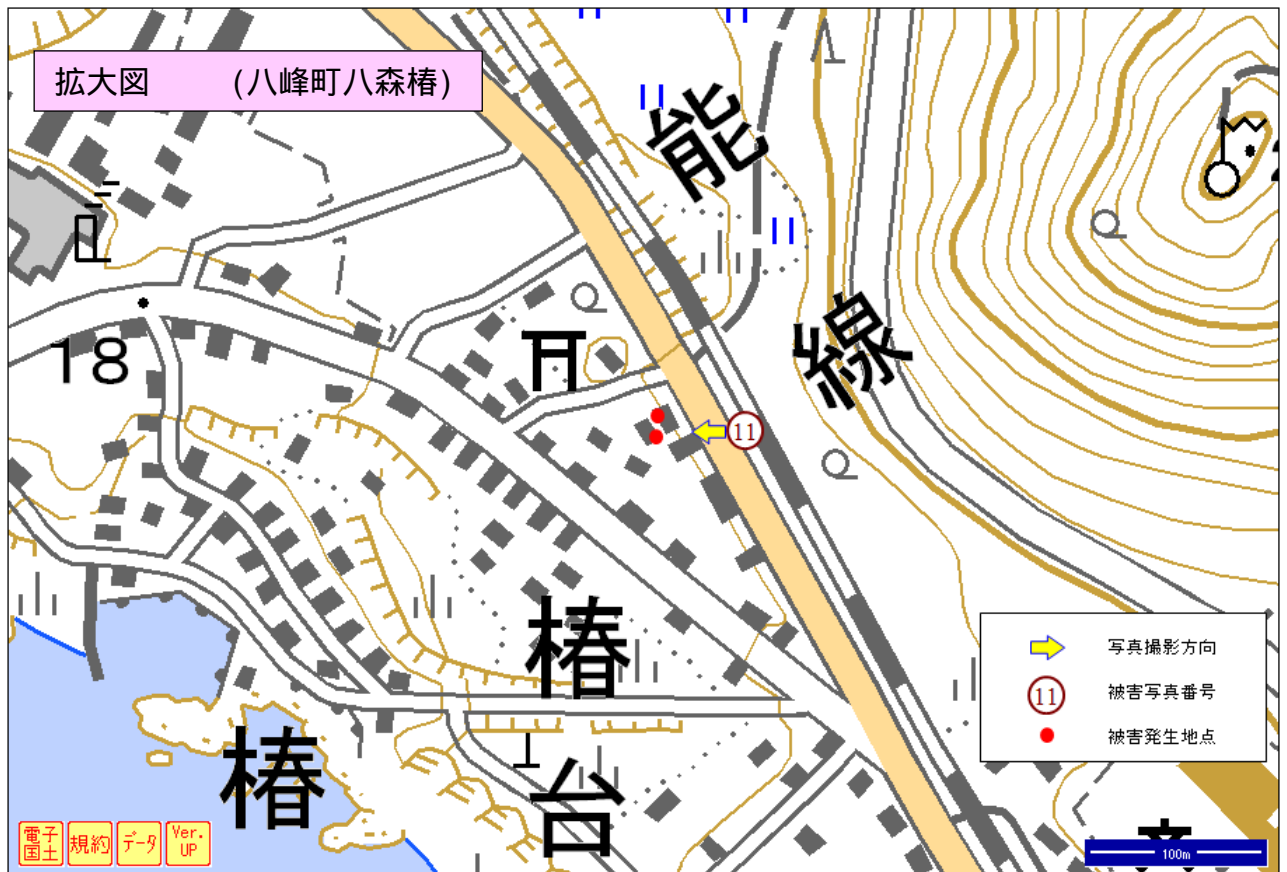 拡大図 (八峰町八森椿)
能
線
18
11
椿
椿
台
写真撮影方向
11 被害写真番号
被害発生地点
電子国土
規約
データ
Ver.UP
100m